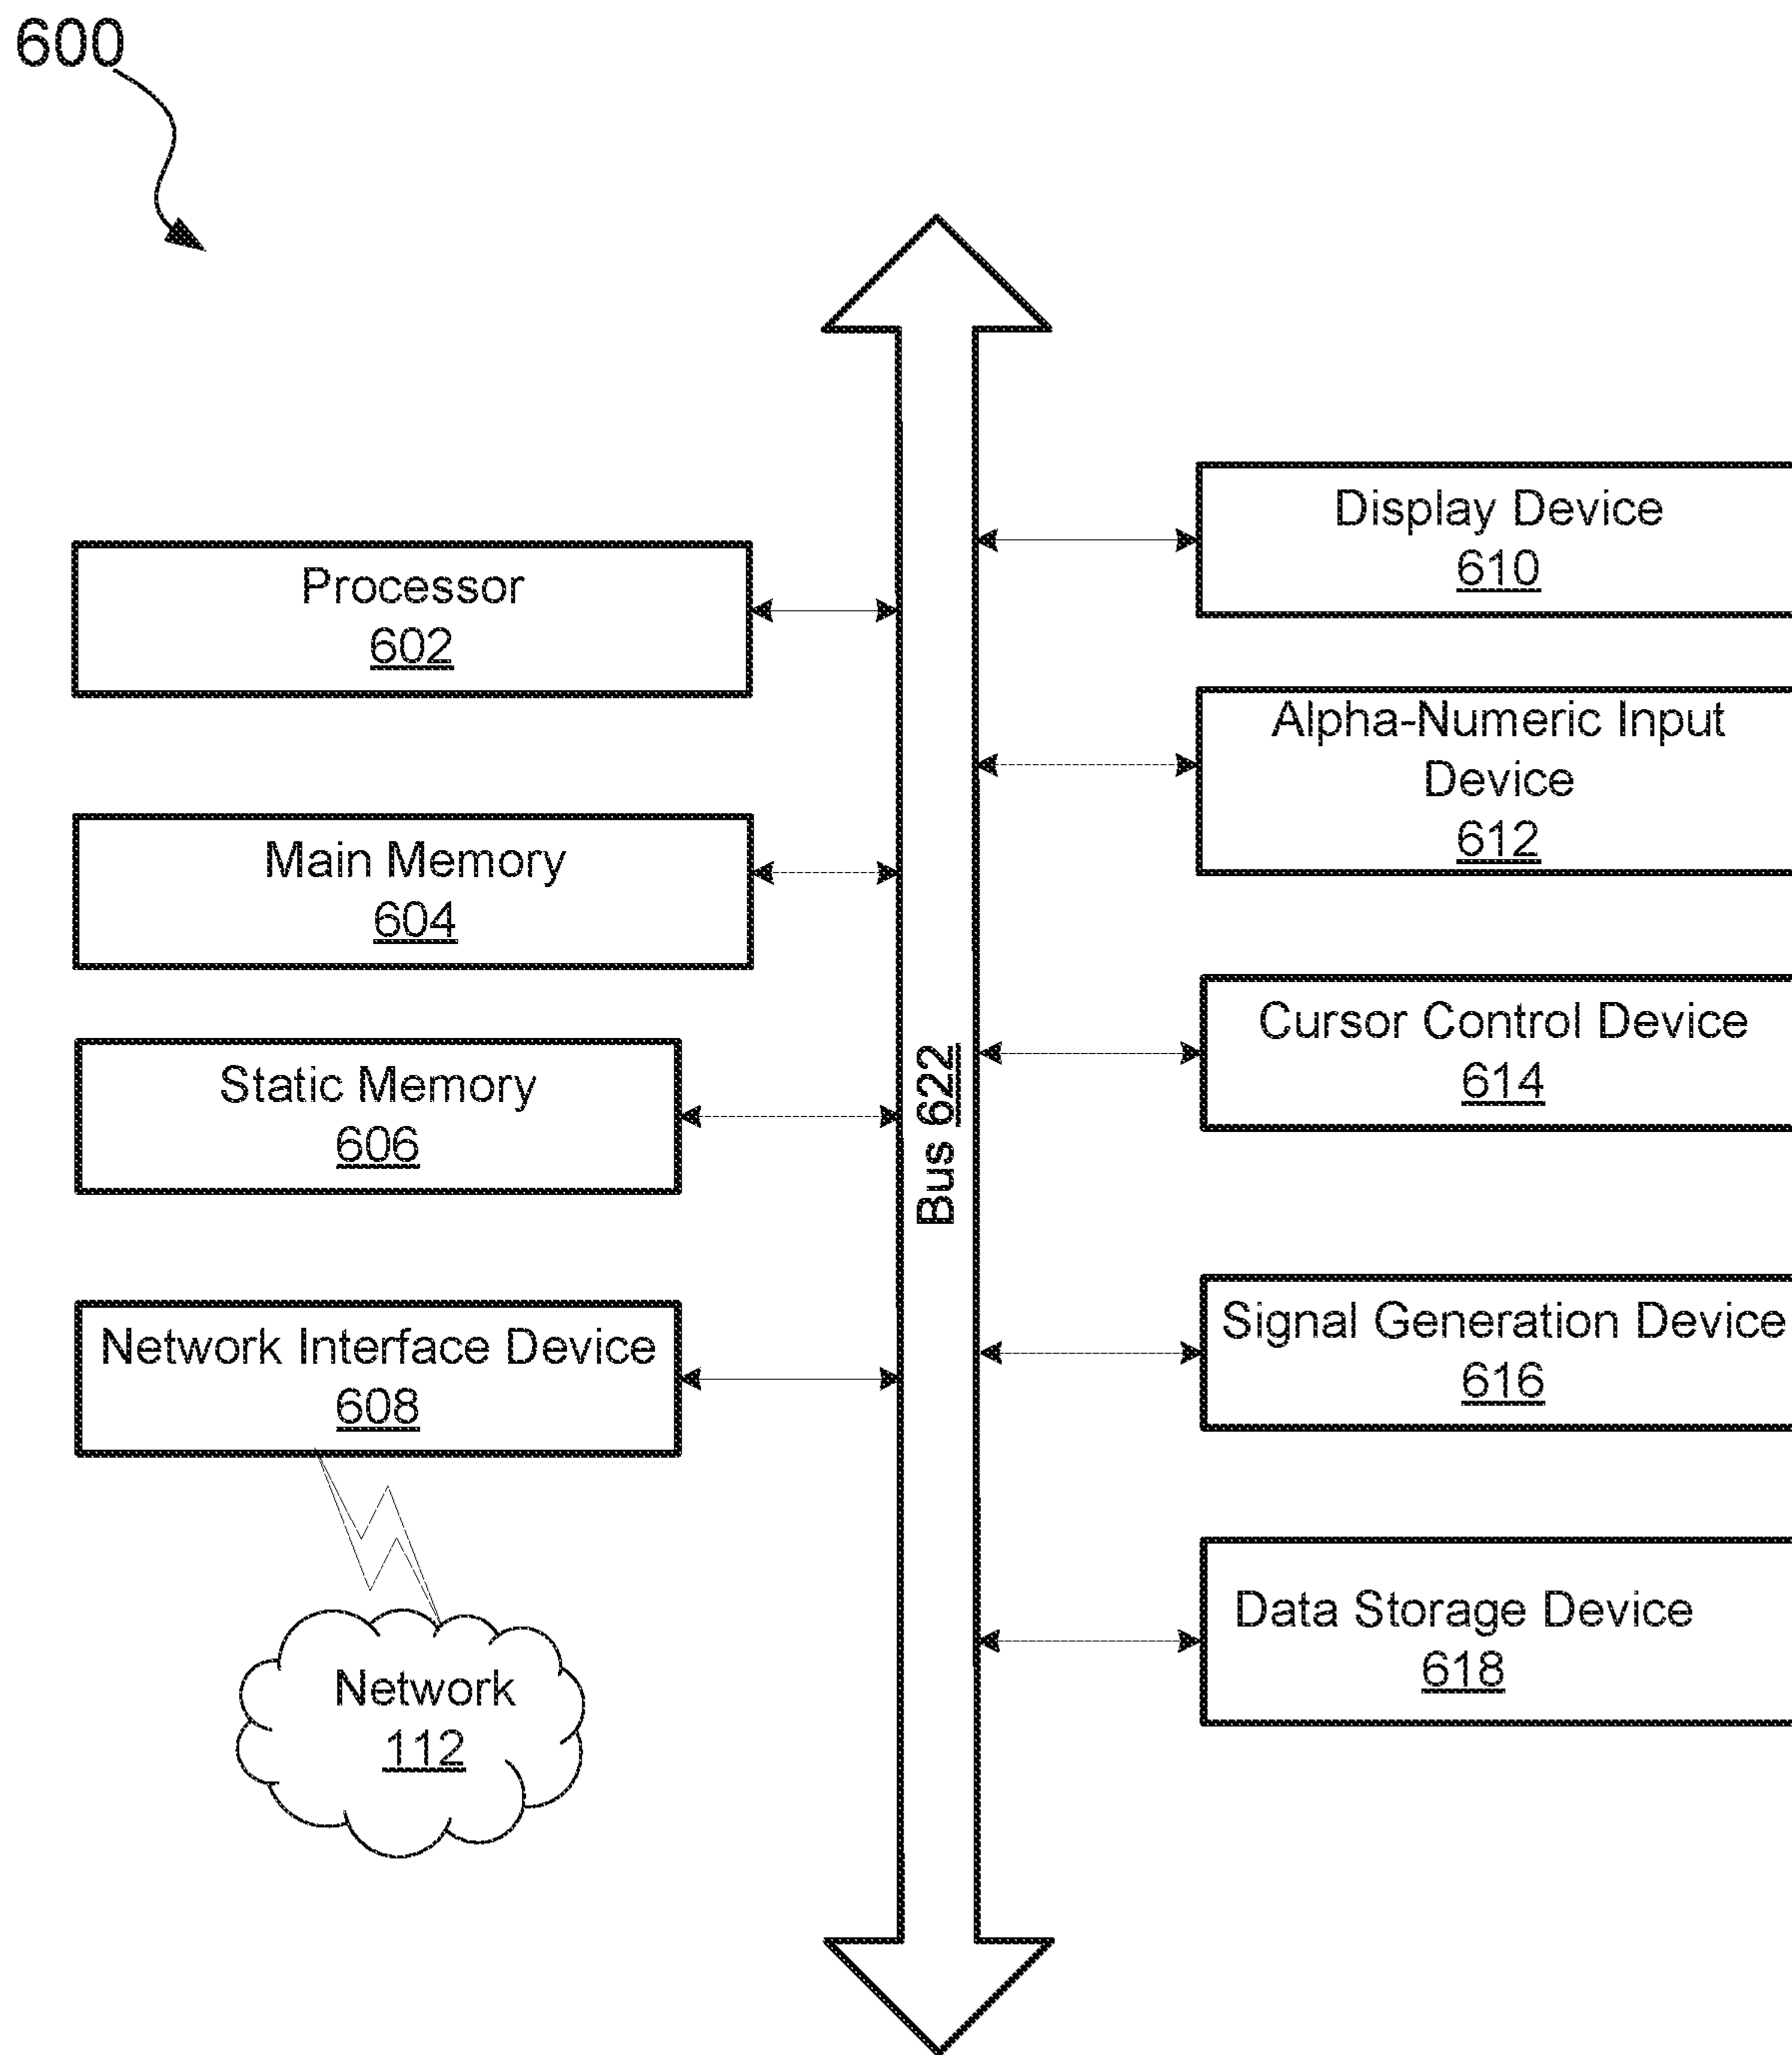 600
Processor
602
Main Memory
604
Static Memory
606
Network Interface Device
608
Network
112
Bus 622
Display Device
610
Alpha-Numeric Input
Device
612
Cursor Control Device
614
Signal Generation Device
616
Data Storage Device
618